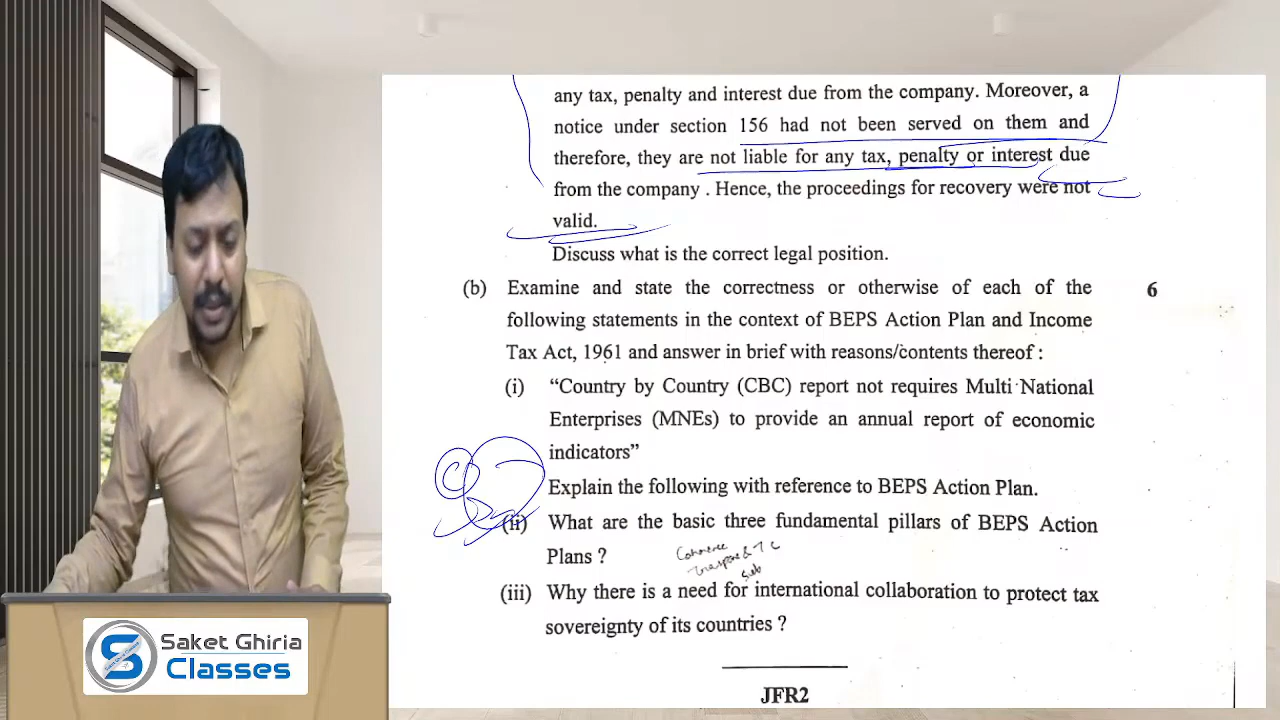 any tax, penalty and interest due from the company. Moreover, a
notice under section 156 had not been served on them and
therefore, they are not liable for any tax, penalty or interest due
from the company . Hence, the proceedings for recovery were not
valid.
Discuss what is the correct legal position.
(b) Examine and state the correctness or otherwise of each of the 6
following statements in the context of BEPS Action Plan and Income
Tax Act, 1961 and answer in brief with reasons/contents thereof :
(i) “Country by Country (CBC) report not requires Multi National
Enterprises (MNEs) to provide an annual report of economic
indicators”
Explain the following with reference to BEPS Action Plan.
(ii) What are the basic three fundamental pillars of BEPS Action
Plans ?
(iii) Why there is a need for international collaboration to protect tax
sovereignty of its countries ?
JFR2
Saket Ghiria
Classes